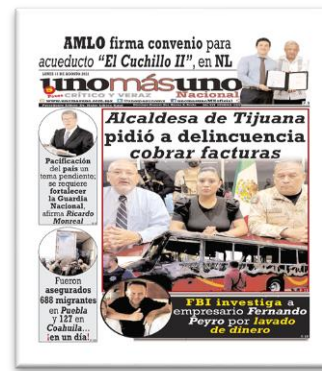 AMLO firma convenio para
acueducto "El Cuchillo II", en NL
unomásuno
CRÍTICO Y VERAZ
Nacional
Alcaldesa de Tijuana
pidió a delincuencia
cobrar facturas
Pacificación
del país un
tema pendiente;
se requiere
fortalecer
la Guardia
Nacional,
afirma Ricardo
Monreal
Fueron
asegurados
688 migrantes
en Puebla
y 127 en
Coahuila...
¡en un día!
FBI investiga a
empresario Fernando
Peyro por lavado
de dinero